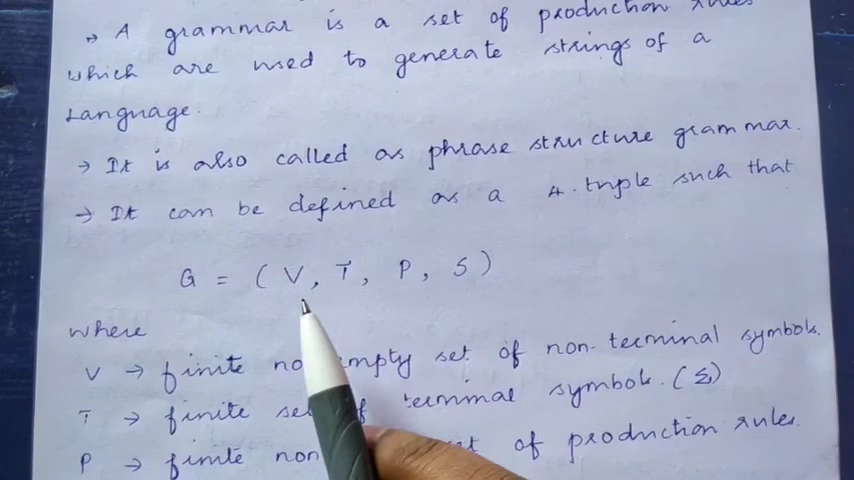 → A grammar is a set of production rules
which are used to generate strings of a
Language.
→ It is also called as phrase structure grammar.
→ It can be defined as a 4-tuple such that
G = ( V, T, P, S )
where
V → finite non empty set of non-terminal symbols.
T → finite set of terminal symbols. (Σ)
P → finite non set of production rules.